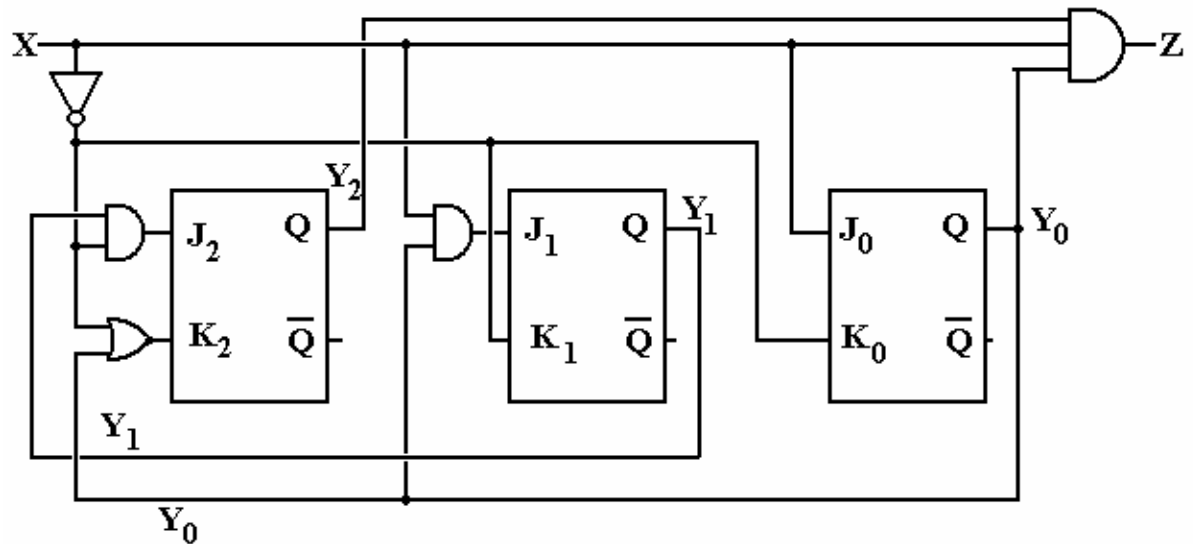 X
Z
Y₂
Y₁
Y₀
J₂
Q
J₁
Q
J₀
Q
K₂
Q̅
K₁
Q̅
K₀
Q̅
Y₁
Y₀